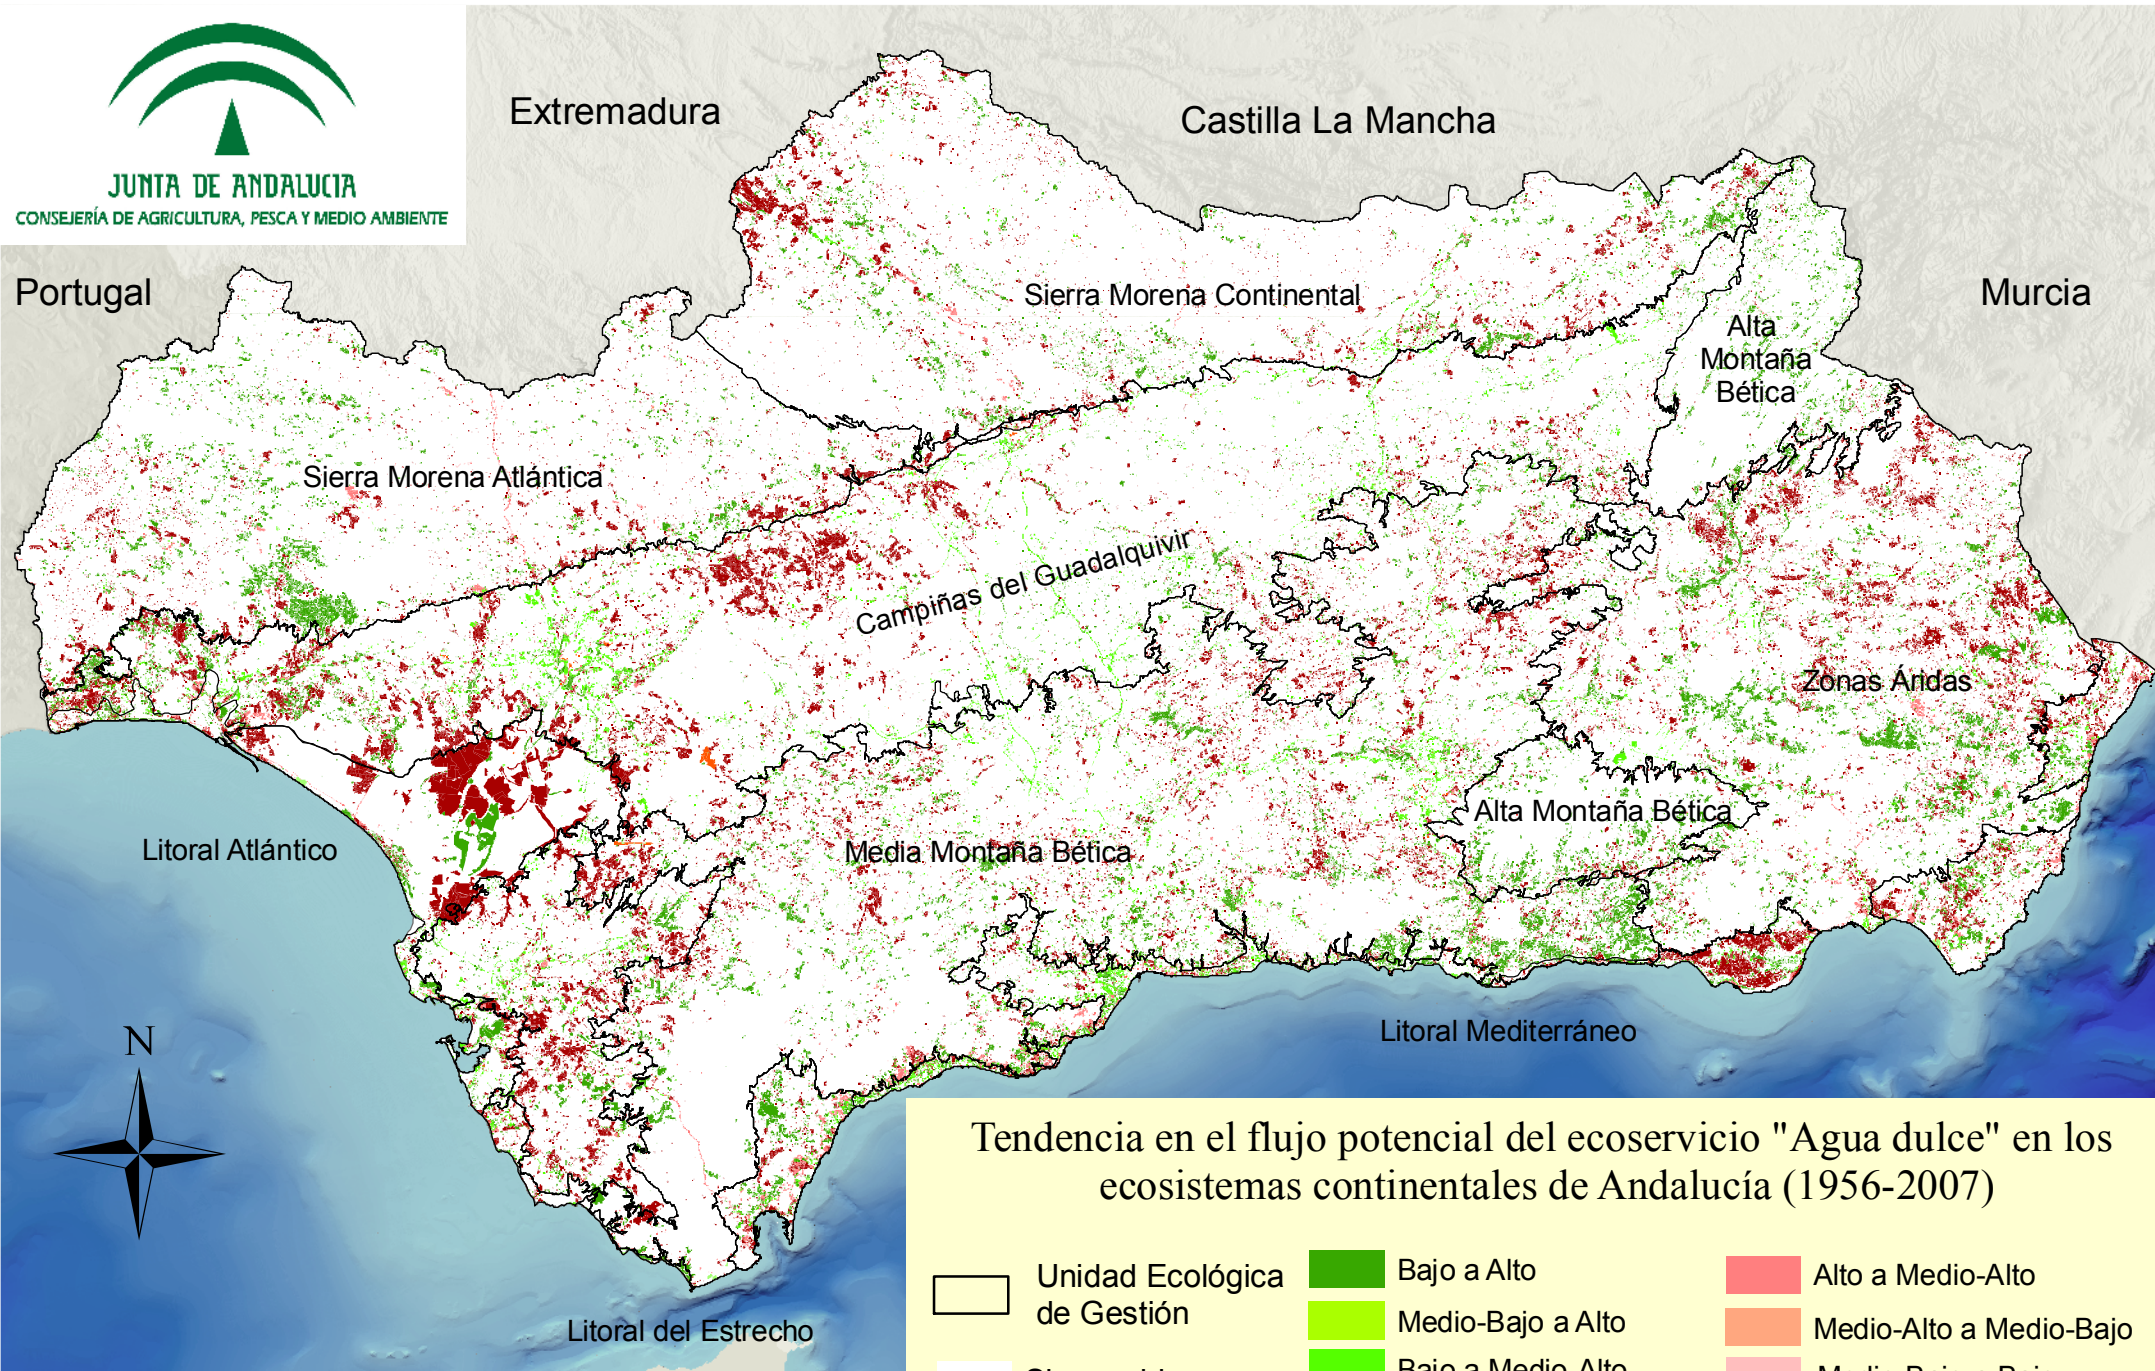 JUNTA DE ANDALUCIA
CONSEJERÍA DE AGRICULTURA, PESCA Y MEDIO AMBIENTE
Extremadura
Castilla La Mancha
Portugal
Murcia
Sierra Morena Continental
Alta
Montaña
Bética
Sierra Morena Atlántica
Campiñas del Guadalquivir
Zonas Áridas
Alta Montaña Bética
Litoral Atlántico
Media Montaña Bética
Litoral Mediterráneo
N
Litoral del Estrecho
Tendencia en el flujo potencial del ecoservicio "Agua dulce" en los
ecosistemas continentales de Andalucía (1956-2007)
Unidad Ecológica
de Gestión
Bajo a Alto
Medio-Bajo a Alto
Bajo a Medio-Alto
Alto a Medio-Alto
Medio-Alto a Medio-Bajo